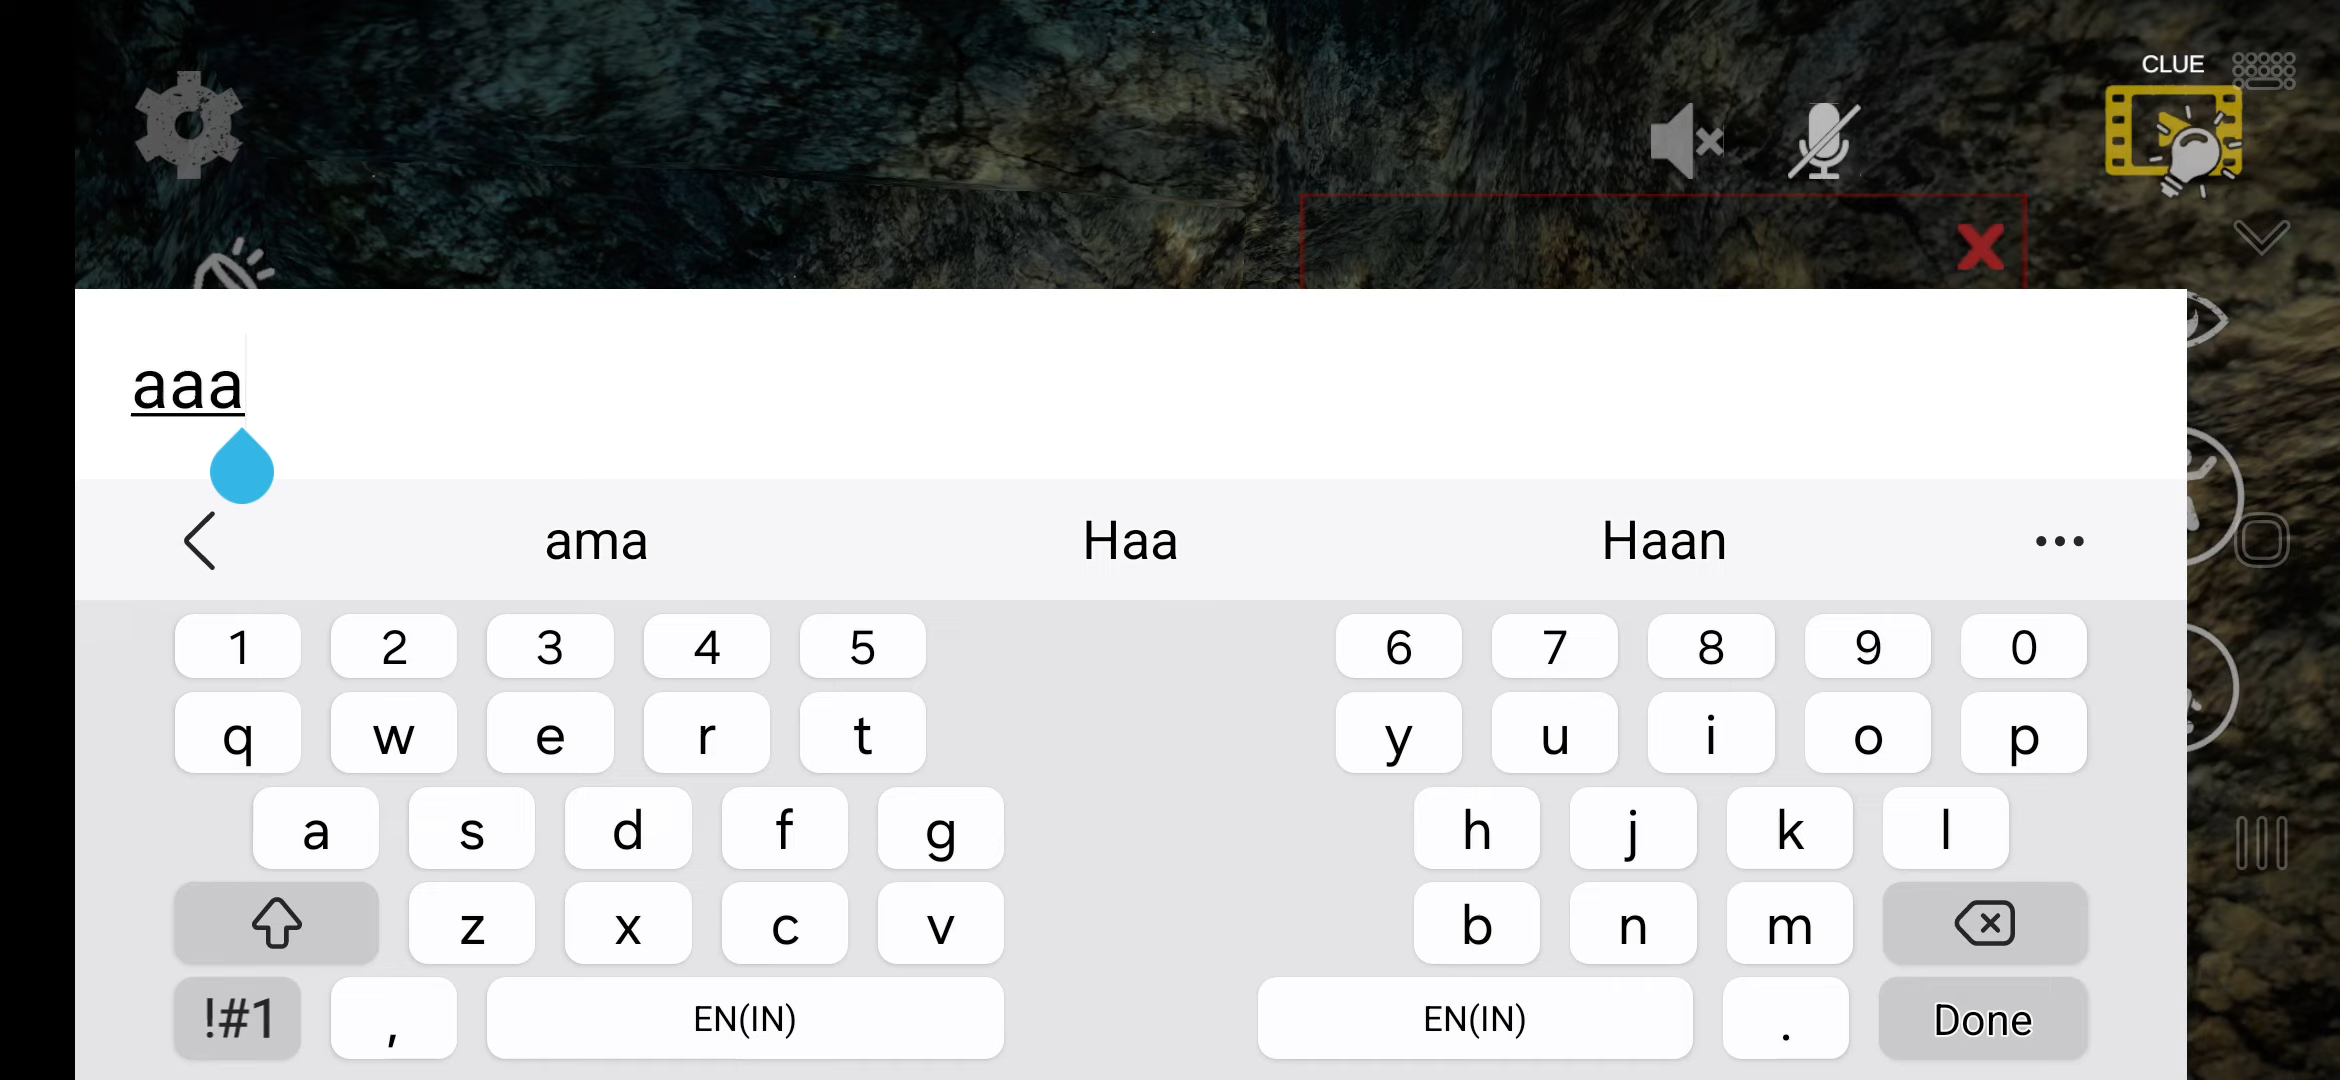 CLUE
aaa
ama Haa Haan
1 2 3 4 5 6 7 8 9 0
q w e r t y u i o p
a s d f g h j k l
z x c v b n m
!#1 , EN(IN) EN(IN) . Done